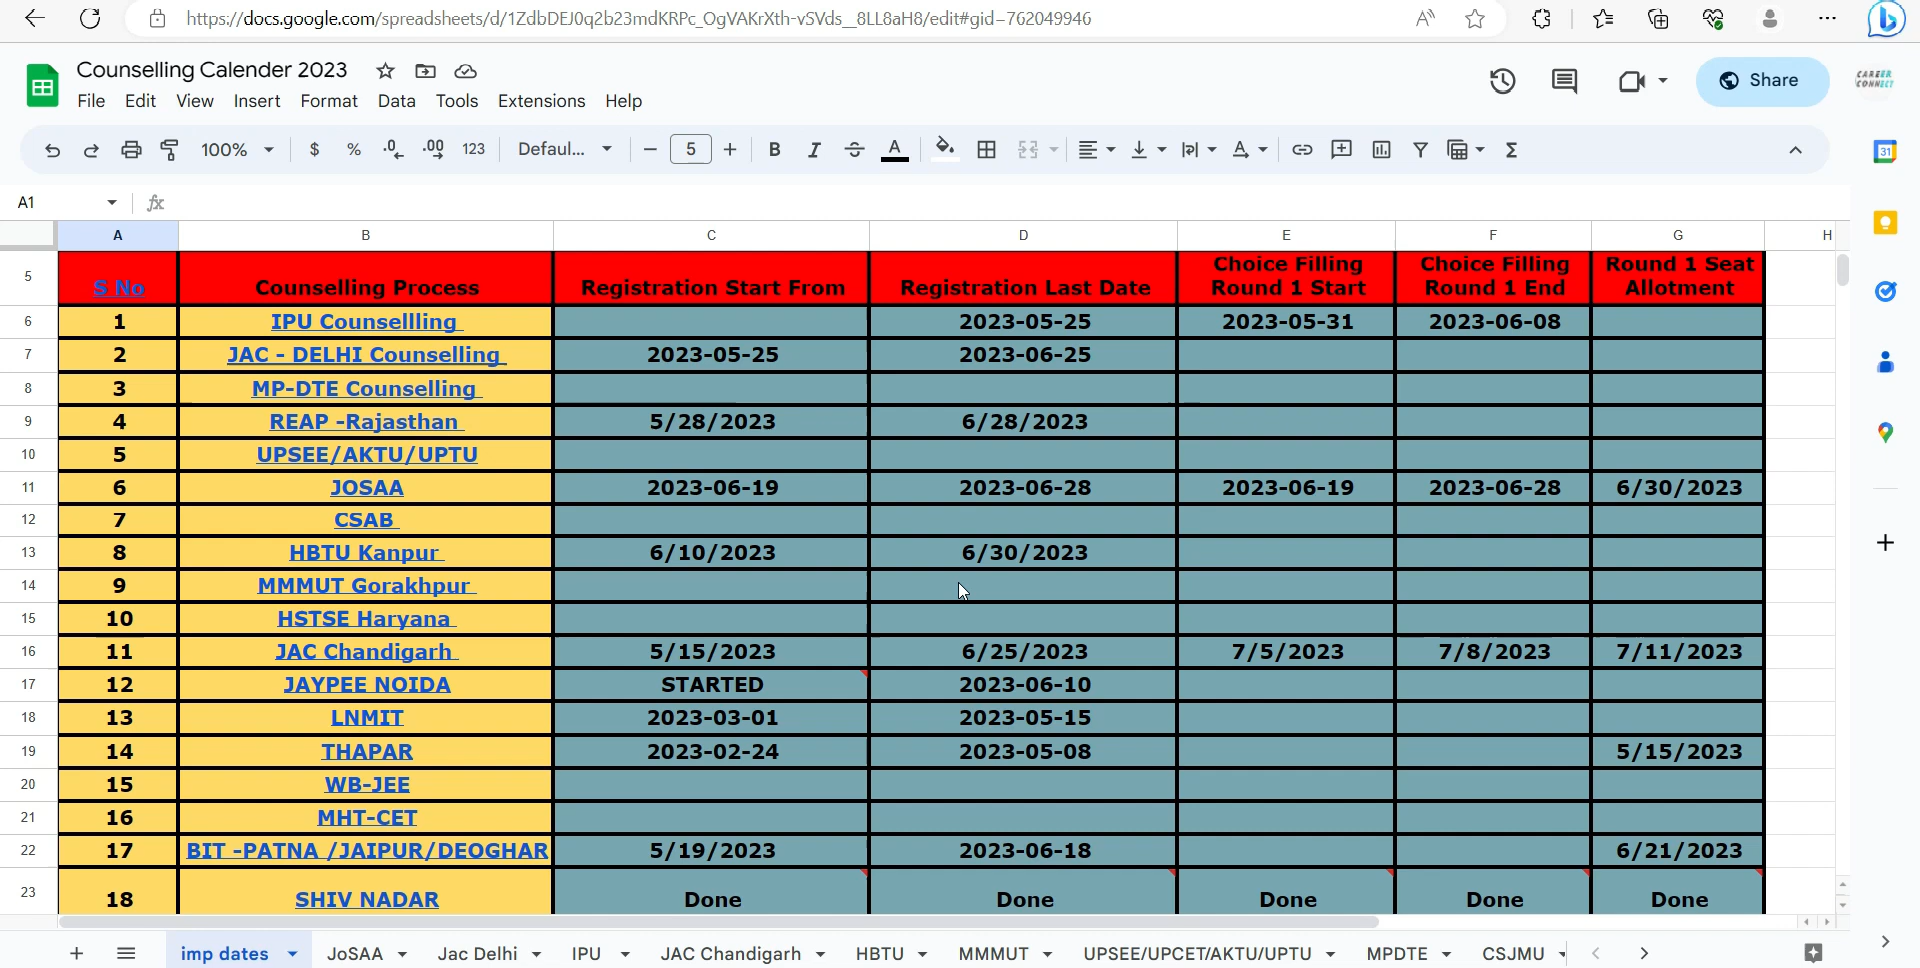 https://docs.google.com/spreadsheets/d/1ZdbDEJ0q2b23mdKRPc_OgVAKrXth-vSVds__8LL8aH8/edit#gid=762049946
Counselling Calender 2023
File Edit View Insert Format Data Tools Extensions Help
Share
CAREER CONNECT
100% $ % .0 .00 123 Defaul... 5 B I A
31
A1 fx
A B C D E F G H
5 S No Counselling Process Registration Start From Registration Last Date Choice Filling Round 1 Start Choice Filling Round 1 End Round 1 Seat Allotment
6 1 IPU Counsellling 2023-05-25 2023-05-31 2023-06-08
7 2 JAC - DELHI Counselling 2023-05-25 2023-06-25
8 3 MP-DTE Counselling
9 4 REAP -Rajasthan 5/28/2023 6/28/2023
10 5 UPSEE/AKTU/UPTU
11 6 JOSAA 2023-06-19 2023-06-28 2023-06-19 2023-06-28 6/30/2023
12 7 CSAB
13 8 HBTU Kanpur 6/10/2023 6/30/2023
14 9 MMMUT Gorakhpur
15 10 HSTSE Haryana
16 11 JAC Chandigarh 5/15/2023 6/25/2023 7/5/2023 7/8/2023 7/11/2023
17 12 JAYPEE NOIDA STARTED 2023-06-10
18 13 LNMIT 2023-03-01 2023-05-15
19 14 THAPAR 2023-02-24 2023-05-08 5/15/2023
20 15 WB-JEE
21 16 MHT-CET
22 17 BIT -PATNA /JAIPUR/DEOGHAR 5/19/2023 2023-06-18 6/21/2023
23 18 SHIV NADAR Done Done Done Done Done
imp dates JoSAA Jac Delhi IPU JAC Chandigarh HBTU MMMUT UPSEE/UPCET/AKTU/UPTU MPDTE CSJMU